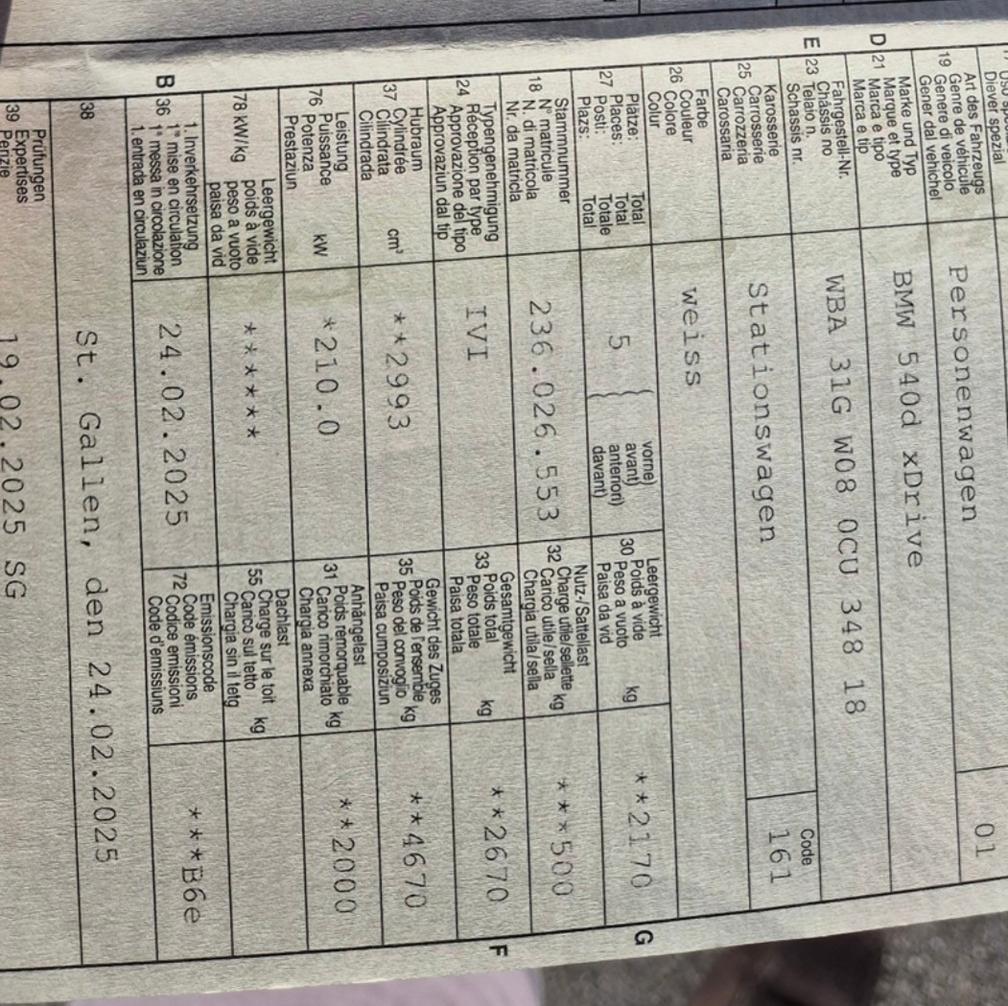 Diever spezial
19 Art des Fahrzeugs
Genre de véhicule
Genere di veicolo
Gener dal vehichel
Personenwagen
01
D 21 Marke und Typ
Marque et type
Marca e tipo
Marca e tip
BMW 540d xDrive
E 23 Fahrgestell-Nr.
Châssis no
Telaio n.
Schassis nr.
WBA 31G W08 0CU 348 18
25 Karosserie
Carrosserie
Carrozzeria
Carossaria
Stationswagen
Code
161
26 Farbe
Couleur
Colore
Colur
weiss
27 Plätze: Total
Places: Total
Posti: Totale
Plazs: Total
5
vorne)
avant)
anteriori)
davant)
30 Leergewicht
Poids à vide kg
Peso a vuoto
Paisa da vid
**2170
G
18 Stammnummer
N° matricule
N. di matricola
Nr. da matricla
236.026.553
32 Nutz-/Sattellast
Charge utile/sellette kg
Carico utile/sella
Chargia utila/sella
***500
24 Typengenehmigung
Réception par type
Approvazione del tipo
Approvaziun dal tip
IVI
33 Gesamtgewicht
Poids total kg
Peso totale
Paisa totala
**2670
F
37 Hubraum
Cylindrée cm³
Cilindrata
Cilindrada
**2993
35 Gewicht des Zuges
Poids de l'ensemble kg
Peso del convoglio
Paisa cumposiziun
**4670
76 Leistung
Puissance kW
Potenza
Prestaziun
*210.0
31 Anhängelast
Poids remorquable kg
Carico rimorchiato
Chargia annexa
**2000
78 kW/kg
Leergewicht
poids à vide
peso a vuoto
paisa da vid
******
55 Dachlast
Charge sur le toit kg
Carico sul tetto
Chargia sin il tetg
B 36 1. Inverkehrsetzung
1re mise en circulation
1a messa in circolazione
1. entrada en circulaziun
24.02.2025
72 Emissionscode
Code émissions
Codice emissioni
Code d'emissiuns
***B6e
38
St. Gallen, den 24.02.2025
39 Prüfungen
Expertises
Perizie
19.02.2025 SG